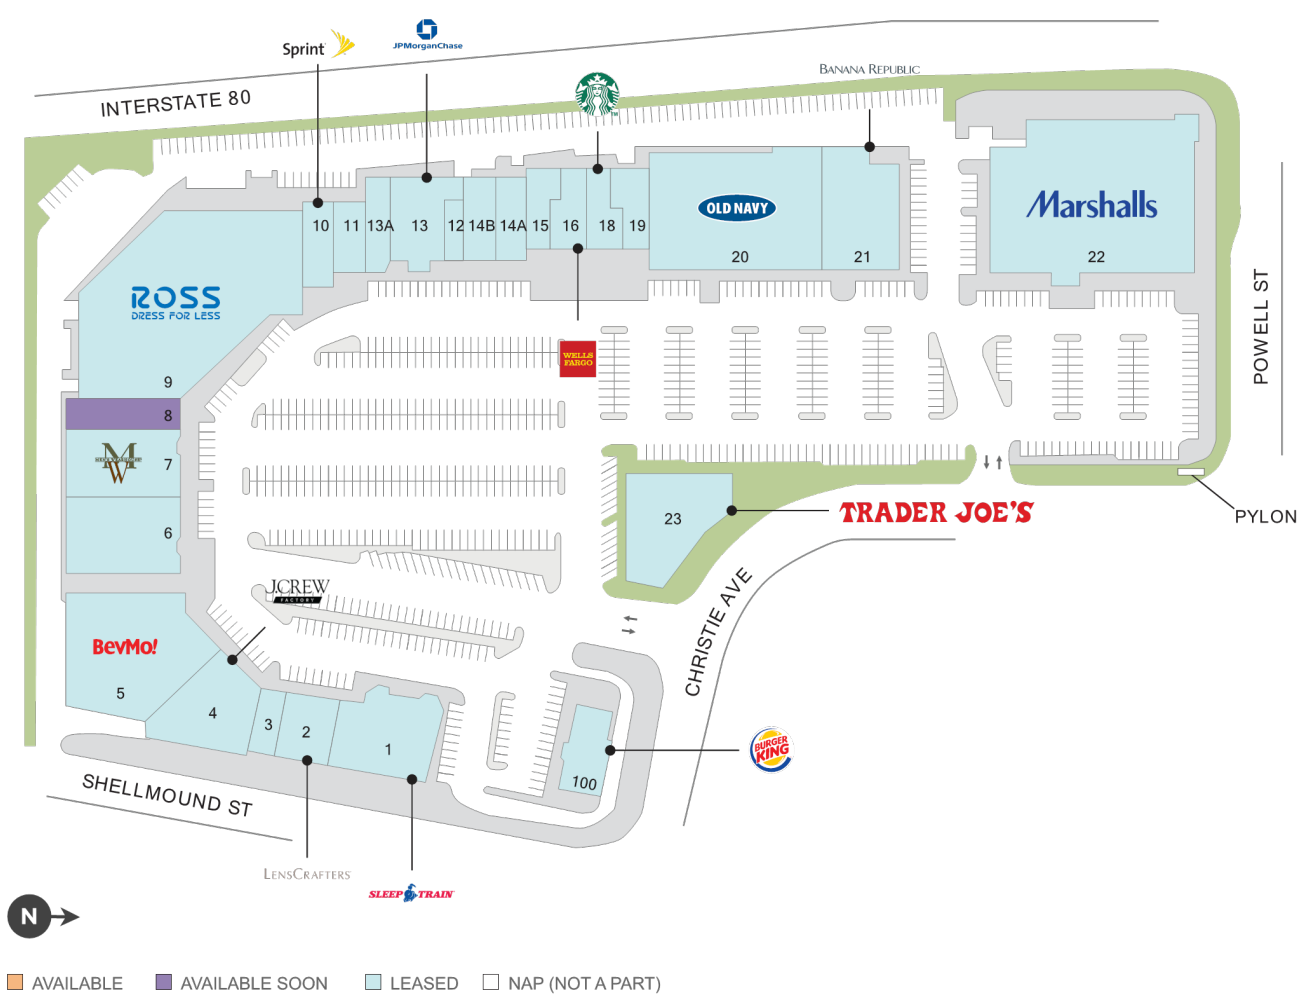 Sprint
JPMorganChase
BANANA REPUBLIC
INTERSTATE 80
TM
10
11
13A
13
12
14B
14A
15
16
18
19
OLD NAVY
20
21
Marshalls
22
ROSS
DRESS FOR LESS
9
WELLS
FARGO
POWELL ST
8
MW
7
6
23
TRADER JOE'S
PYLON
J.CREW
FACTORY
CHRISTIE AVE
BevMo!
5
4
3
2
1
100
BURGER
KING
SHELLMOUND ST
LENSCRAFTERS
SLEEP TRAIN
N
AVAILABLE
AVAILABLE SOON
LEASED
NAP (NOT A PART)